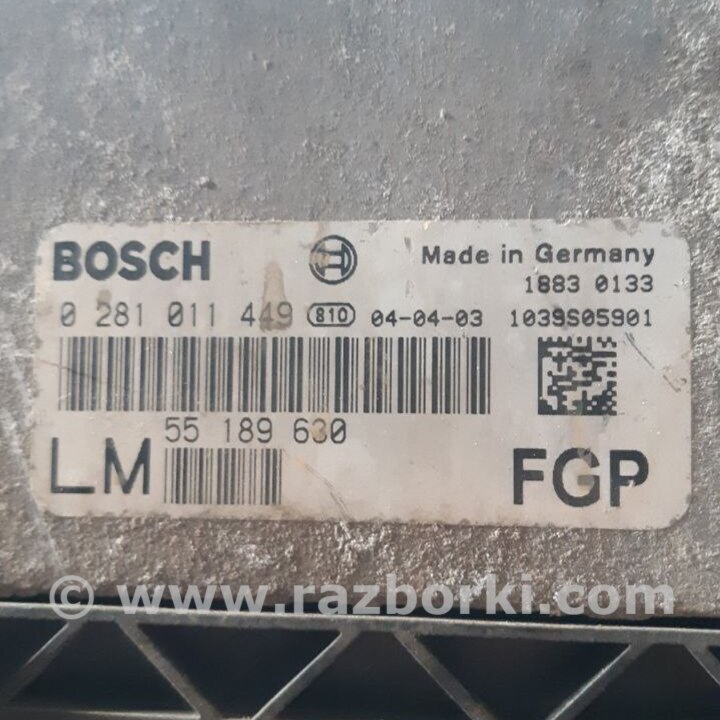 BOSCH Made in Germany
1883 0133
0 281 011 449 810 04-04-03 1039S05901
55 189 630
LM FGP
© www.razborki.com